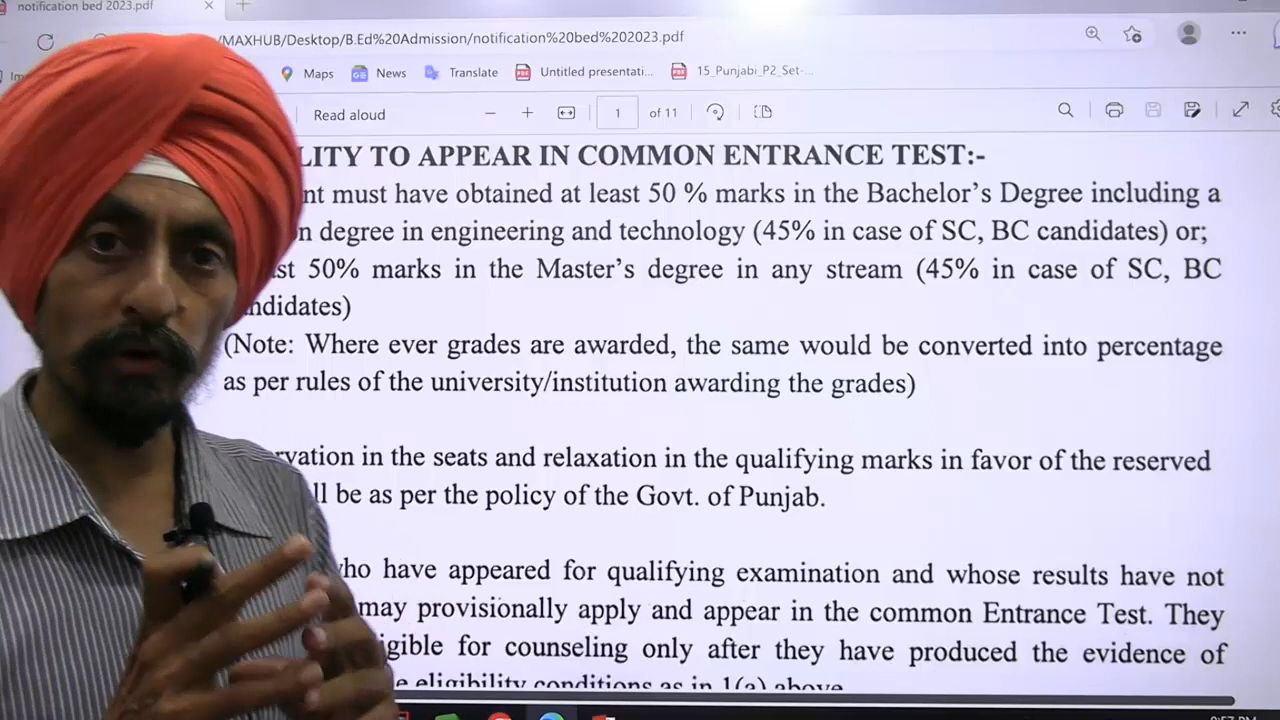 notification bed 2023.pdf
/MAXHUB/Desktop/B.Ed%20Admission/notification%20bed%202023.pdf
Maps News Translate Untitled presentati... 15_Punjabi_P2_Set-...
Read aloud 1 of 11
LITY TO APPEAR IN COMMON ENTRANCE TEST:-
nt must have obtained at least 50 % marks in the Bachelor's Degree including a
n degree in engineering and technology (45% in case of SC, BC candidates) or;
st 50% marks in the Master's degree in any stream (45% in case of SC, BC
ndidates)
(Note: Where ever grades are awarded, the same would be converted into percentage
as per rules of the university/institution awarding the grades)
rvation in the seats and relaxation in the qualifying marks in favor of the reserved
ll be as per the policy of the Govt. of Punjab.
who have appeared for qualifying examination and whose results have not
may provisionally apply and appear in the common Entrance Test. They
gible for counseling only after they have produced the evidence of
e eligibility conditions as in 1(a) above